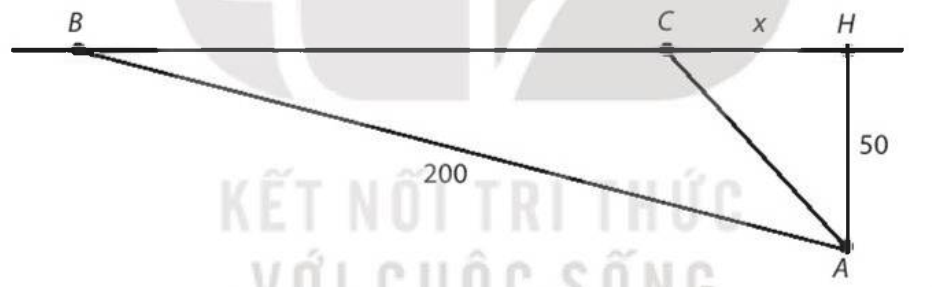 B C x H
50
200
KẾT NỐI TRI THỨC
A
VỚI CUỘC SỐNG